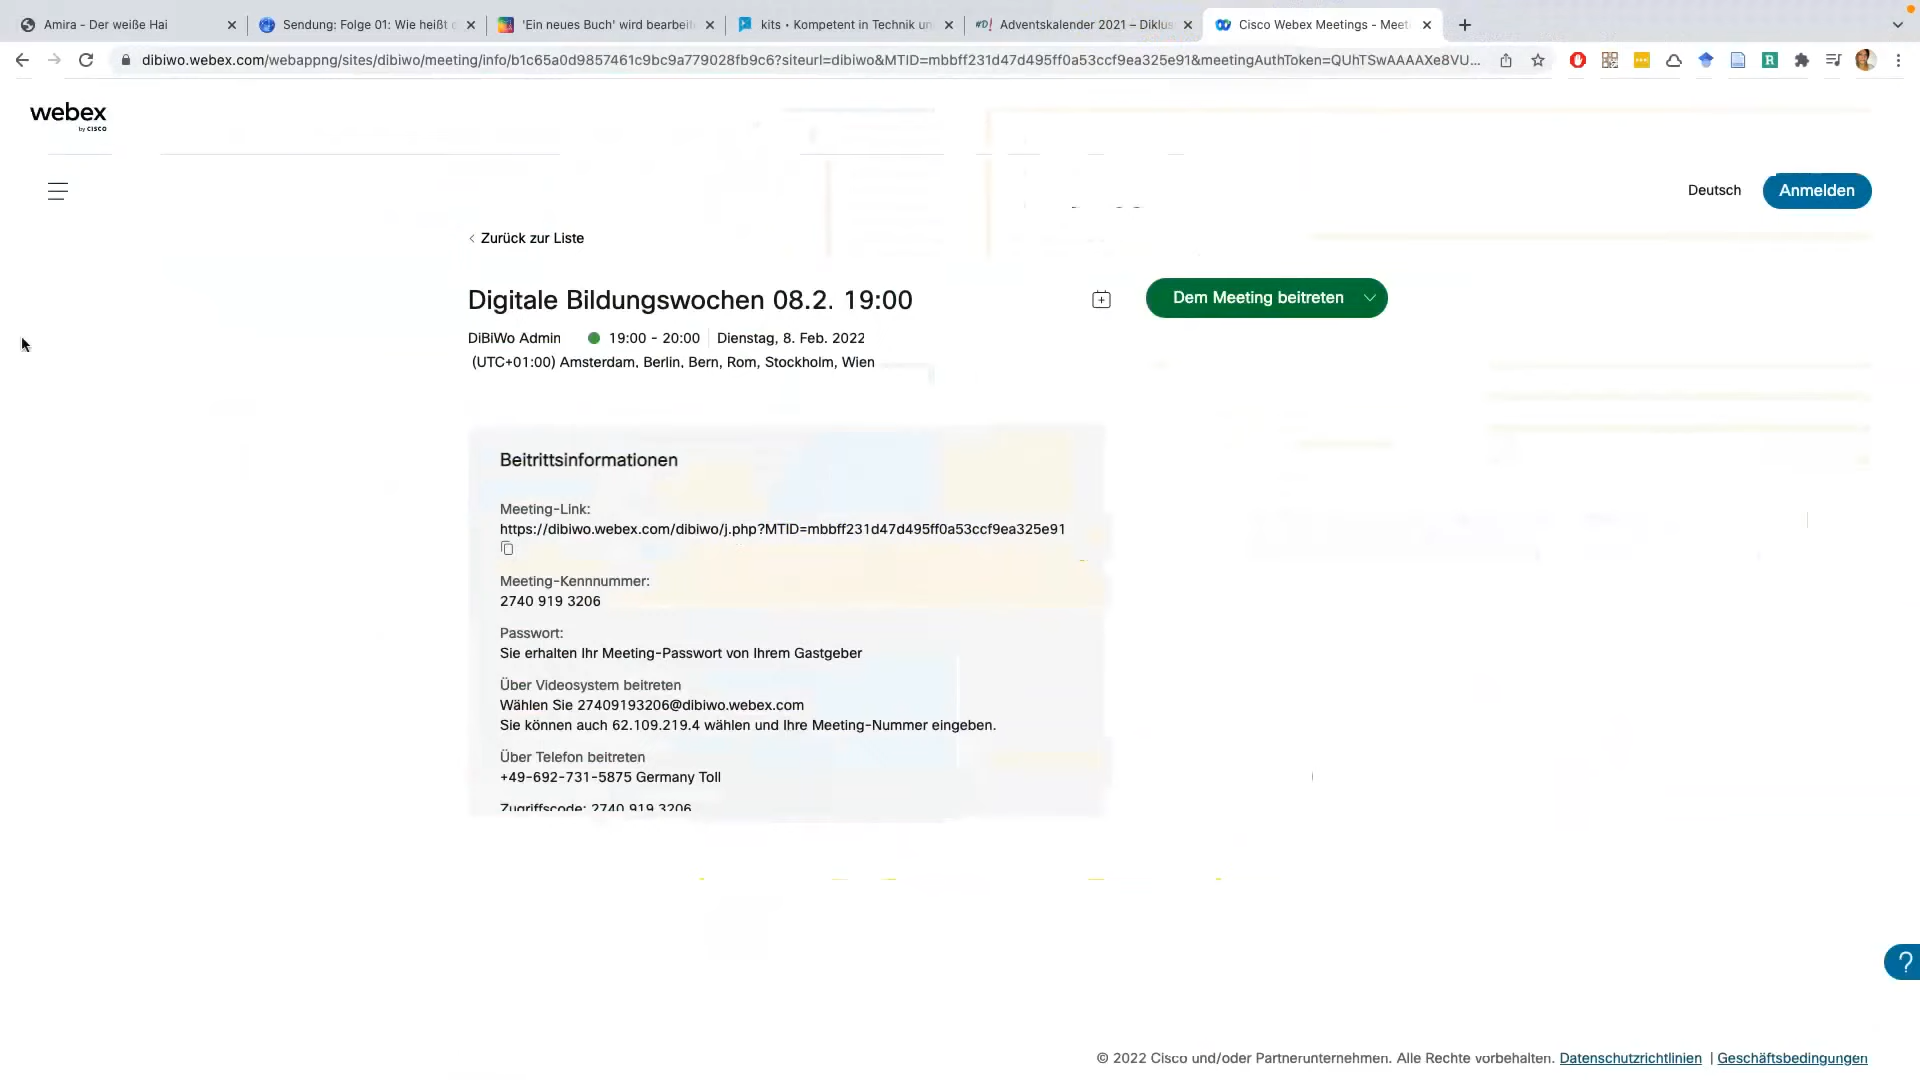 Amira - Der weiße Hai
Sendung: Folge 01: Wie heißt
'Ein neues Buch' wird bearbei
kits • Kompetent in Technik un
Adventskalender 2021 – Diklus
Cisco Webex Meetings - Meet
dibiwo.webex.com/webappng/sites/dibiwo/meeting/info/b1c65a0d9857461c9bc9a779028fb9c6?siteurl=dibiwo&MTID=mbbff231d47d495ff0a53ccf9ea325e91&meetingAuthToken=QUhTSwAAAAXe8VU...
webex
by CISCO
Deutsch
Anmelden
Zurück zur Liste
Digitale Bildungswochen 08.2. 19:00
Dem Meeting beitreten
DiBiWo Admin 19:00 - 20:00 Dienstag, 8. Feb. 2022
(UTC+01:00) Amsterdam, Berlin, Bern, Rom, Stockholm, Wien
Beitrittsinformationen
Meeting-Link:
https://dibiwo.webex.com/dibiwo/j.php?MTID=mbbff231d47d495ff0a53ccf9ea325e91
Meeting-Kennnummer:
2740 919 3206
Passwort:
Sie erhalten Ihr Meeting-Passwort von Ihrem Gastgeber
Über Videosystem beitreten
Wählen Sie 27409193206@dibiwo.webex.com
Sie können auch 62.109.219.4 wählen und Ihre Meeting-Nummer eingeben.
Über Telefon beitreten
+49-692-731-5875 Germany Toll
Zugriffscode: 2740 919 3206
?
© 2022 Cisco und/oder Partnerunternehmen. Alle Rechte vorbehalten. Datenschutzrichtlinien | Geschäftsbedingungen